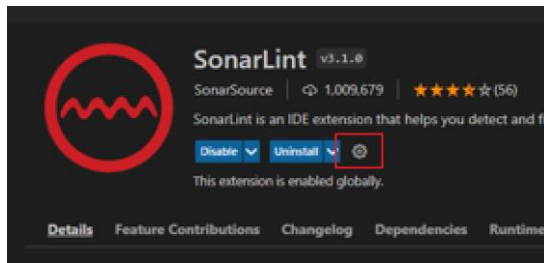 SonarLint v3.1.0
SonarSource 1,009,679 (56)
SonarLint is an IDE extension that helps you detect and
Disable Uninstall
This extension is enabled globally.
Details Feature Contributions Changelog Dependencies Runtime